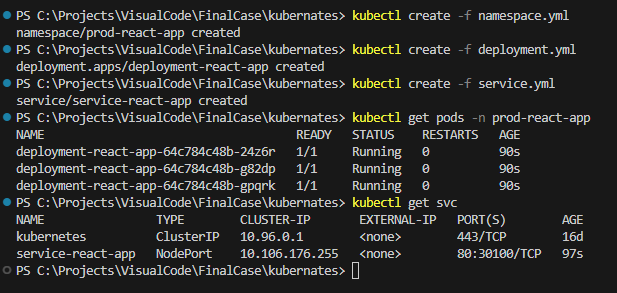 PS C:\Projects\VisualCode\FinalCase\kubernates> kubectl create -f namespace.yml
namespace/prod-react-app created
PS C:\Projects\VisualCode\FinalCase\kubernates> kubectl create -f deployment.yml
deployment.apps/deployment-react-app created
PS C:\Projects\VisualCode\FinalCase\kubernates> kubectl create -f service.yml
service/service-react-app created
PS C:\Projects\VisualCode\FinalCase\kubernates> kubectl get pods -n prod-react-app
NAME READY STATUS RESTARTS AGE
deployment-react-app-64c784c48b-24z6r 1/1 Running 0 90s
deployment-react-app-64c784c48b-g82dp 1/1 Running 0 90s
deployment-react-app-64c784c48b-gpqrk 1/1 Running 0 90s
PS C:\Projects\VisualCode\FinalCase\kubernates> kubectl get svc
NAME TYPE CLUSTER-IP EXTERNAL-IP PORT(S) AGE
kubernetes ClusterIP 10.96.0.1 <none> 443/TCP 16d
service-react-app NodePort 10.106.176.255 <none> 80:30100/TCP 97s
PS C:\Projects\VisualCode\FinalCase\kubernates>